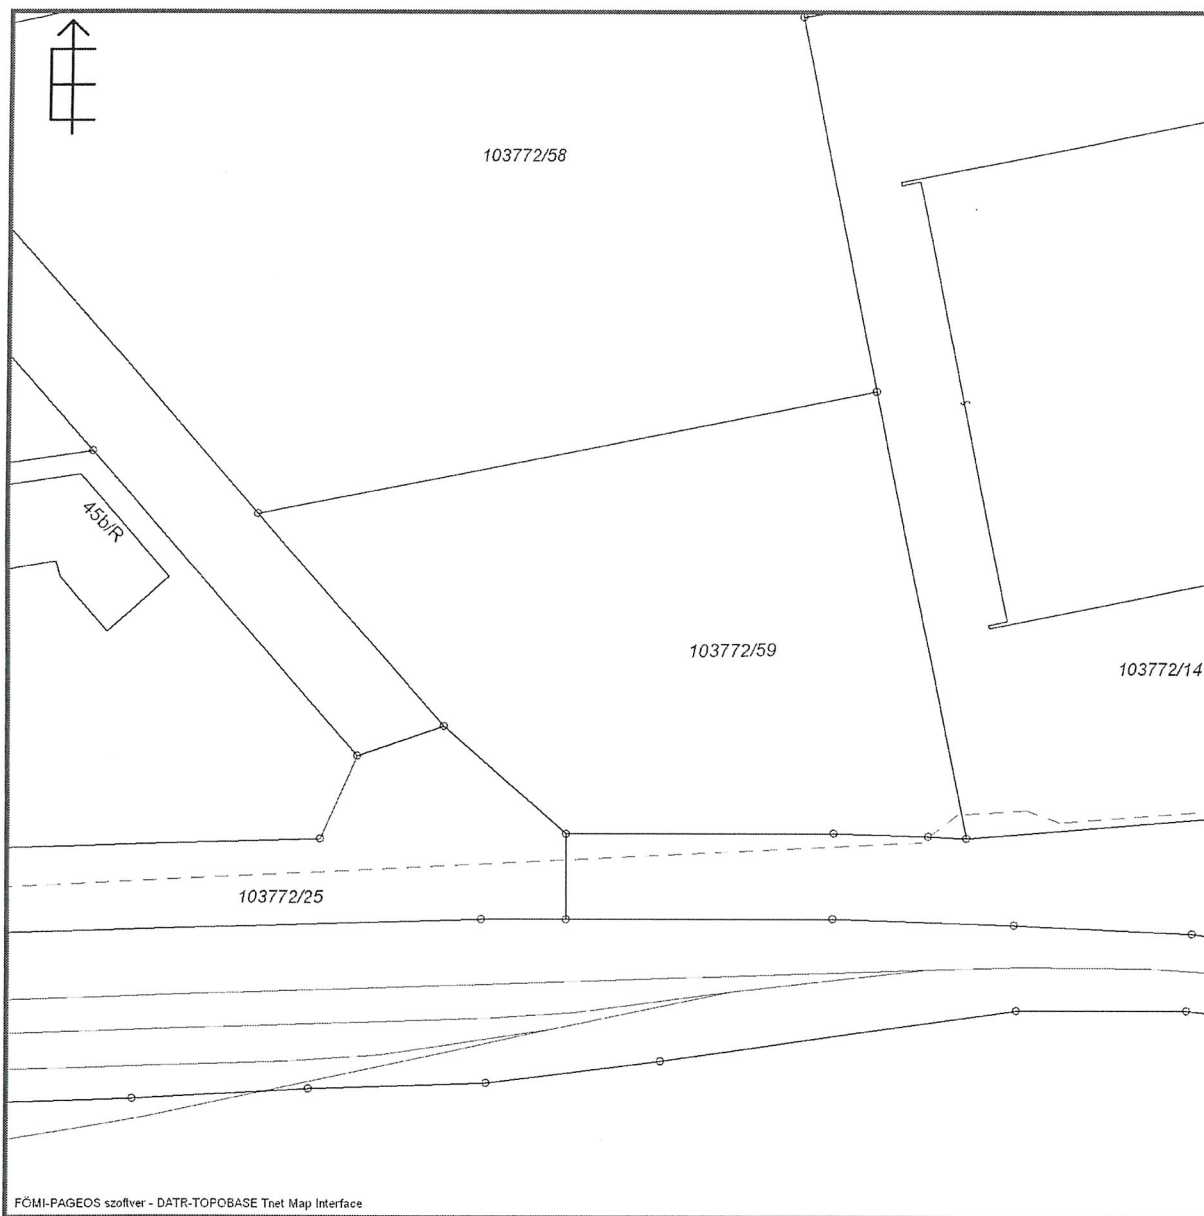 103772/58
45b/R
103772/59
103772/14
103772/25
FÖMI-PAGEOS szoftver - DATR-TOPOBASE Tnet Map Interface